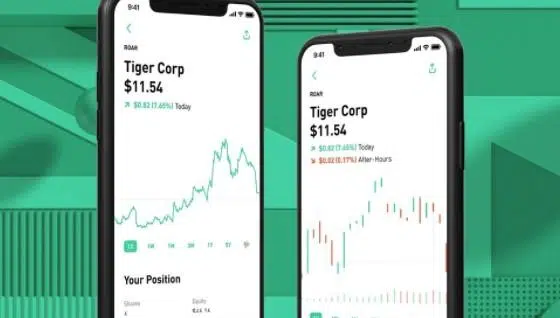 9:41
ROAR
Tiger Corp
$11.54
$0.82 (7.65%) Today
1D 1W 1M 3M 1Y 5Y
Your Position
Shares Equity
9:41
ROAR
Tiger Corp
$11.54
$0.82 (7.65%) Today
$0.02 (0.17%) After-Hours